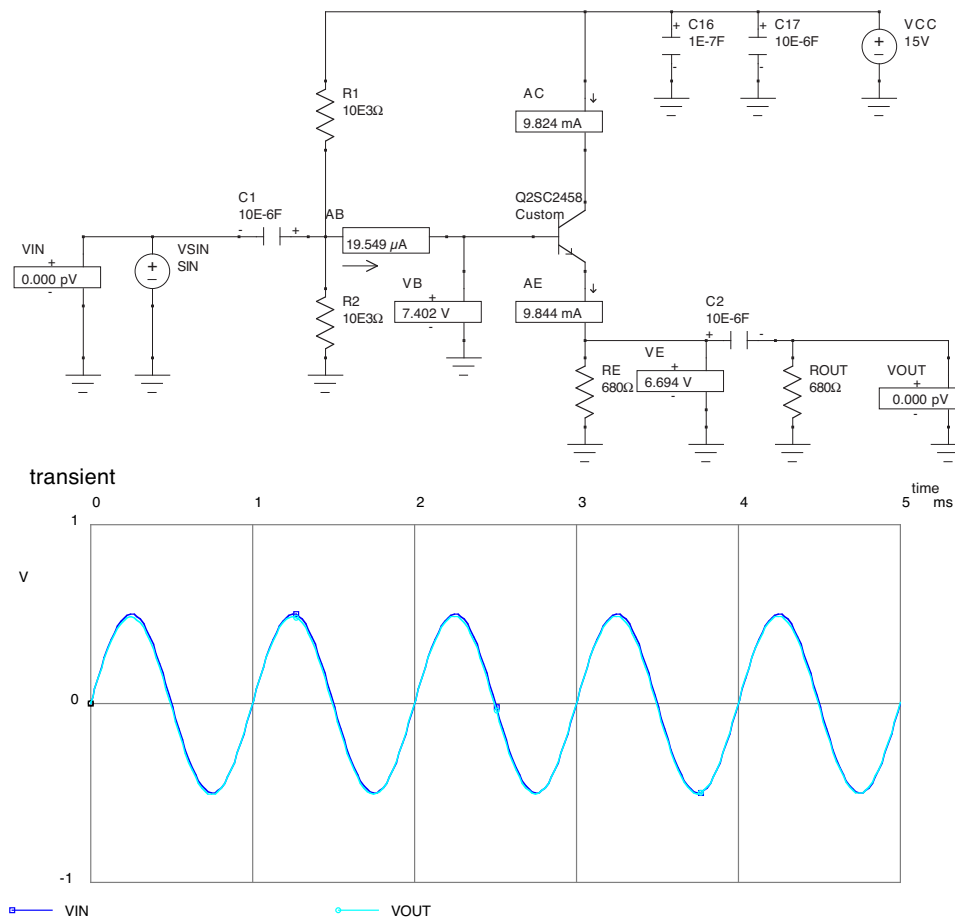 C16
1E-7F
C17
10E-6F
VCC
15V
+
-
+
-
+
−
R1
10E3Ω
AC
9.824 mA
C1
10E-6F
-
+
AB
19.549 µA
Q2SC2458
Custom
VIN
+
0.000 pV
-
VSIN
SIN
+
−
R2
10E3Ω
VB
+
7.402 V
-
AE
9.844 mA
C2
10E-6F
+
-
RE
680Ω
VE
+
6.694 V
-
ROUT
680Ω
VOUT
+
0.000 pV
-
transient
0
1
2
3
4
5
time
ms
1
V
0
-1
VIN
VOUT